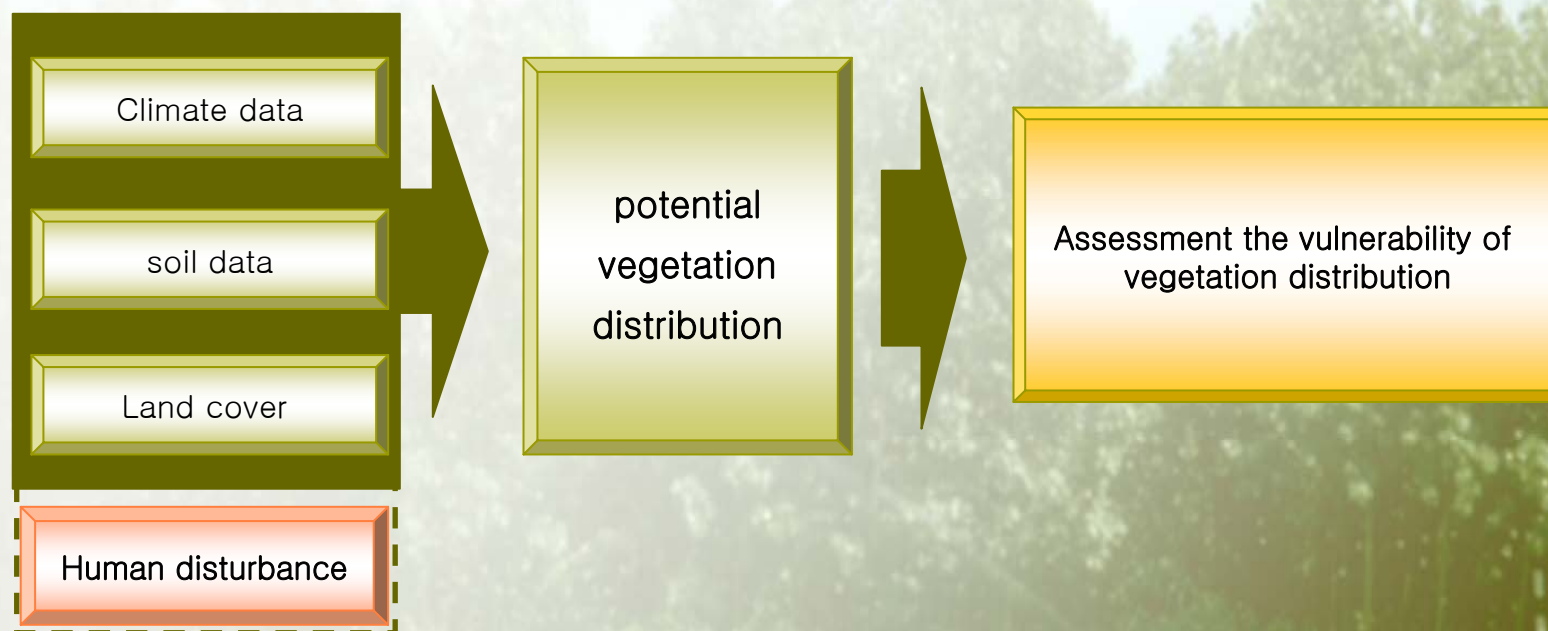 Climate data
soil data
Land cover
Human disturbance
potential
vegetation
distribution
Assessment the vulnerability of
vegetation distribution